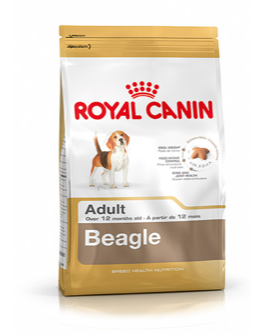 ROYAL CANIN
Adult
Over 12 months old - A partir de 12 mois
Beagle
BREED HEALTH NUTRITION